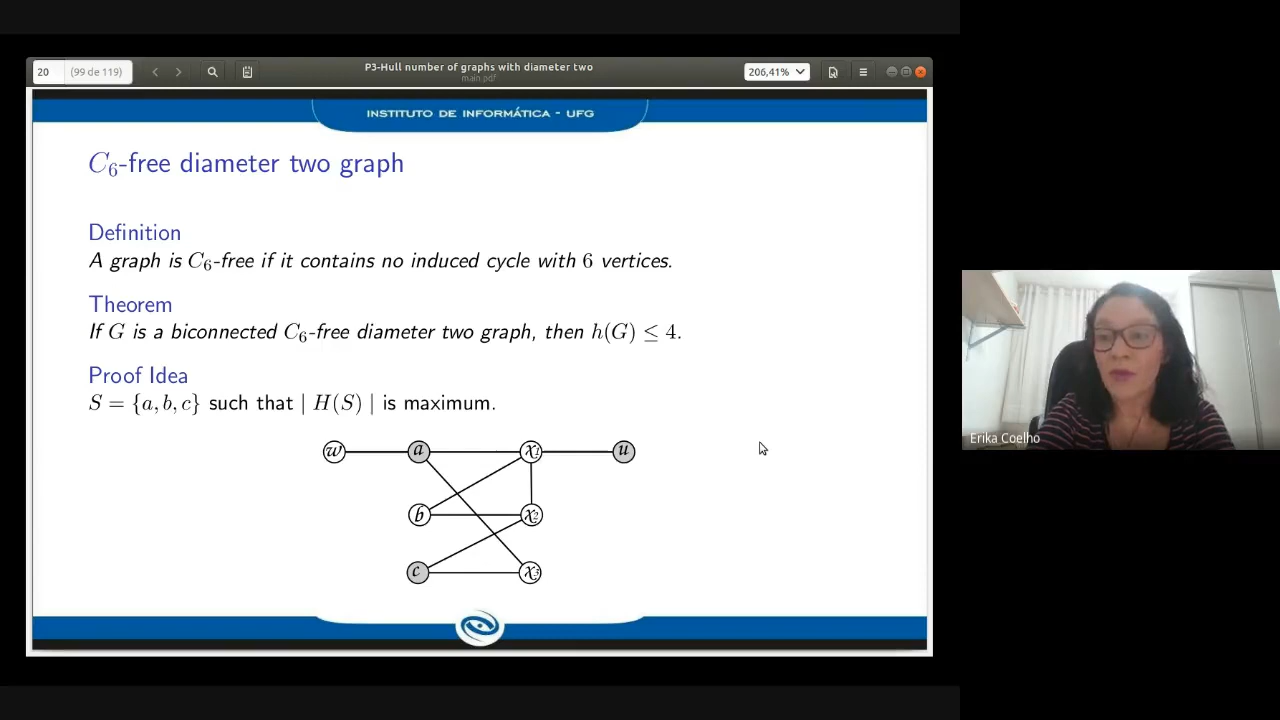 20 (99 de 119)
P3-Hull number of graphs with diameter two
main.pdf
206,41%
INSTITUTO DE INFORMÁTICA - UFG
C₆-free diameter two graph
Definition
A graph is C₆-free if it contains no induced cycle with 6 vertices.
Theorem
If G is a biconnected C₆-free diameter two graph, then h(G) ≤ 4.
Proof Idea
S = {a, b, c} such that | H(S) | is maximum.
w a x₁ u
b x₂
c x₃
Erika Coelho